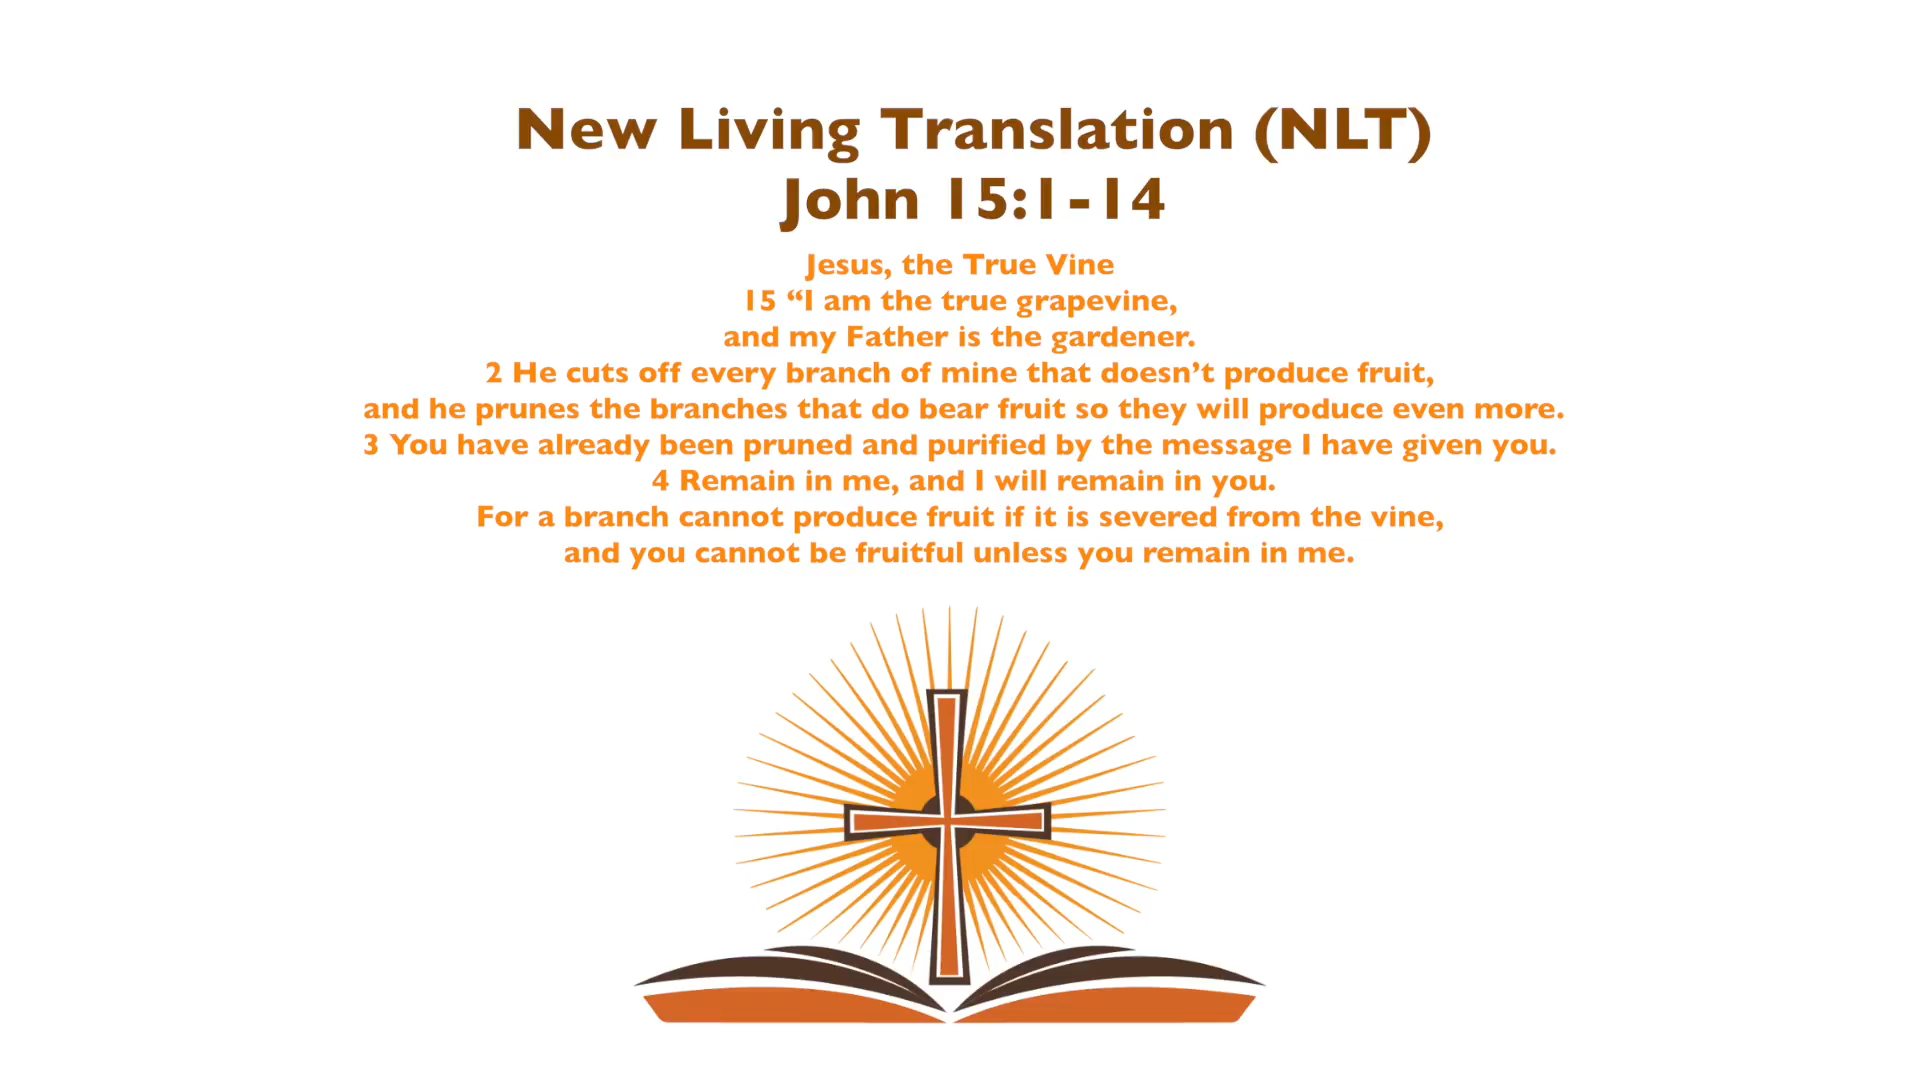 New Living Translation (NLT)
John 15:1-14
Jesus, the True Vine
15 “I am the true grapevine,
and my Father is the gardener.
2 He cuts off every branch of mine that doesn’t produce fruit,
and he prunes the branches that do bear fruit so they will produce even more.
3 You have already been pruned and purified by the message I have given you.
4 Remain in me, and I will remain in you.
For a branch cannot produce fruit if it is severed from the vine,
and you cannot be fruitful unless you remain in me.